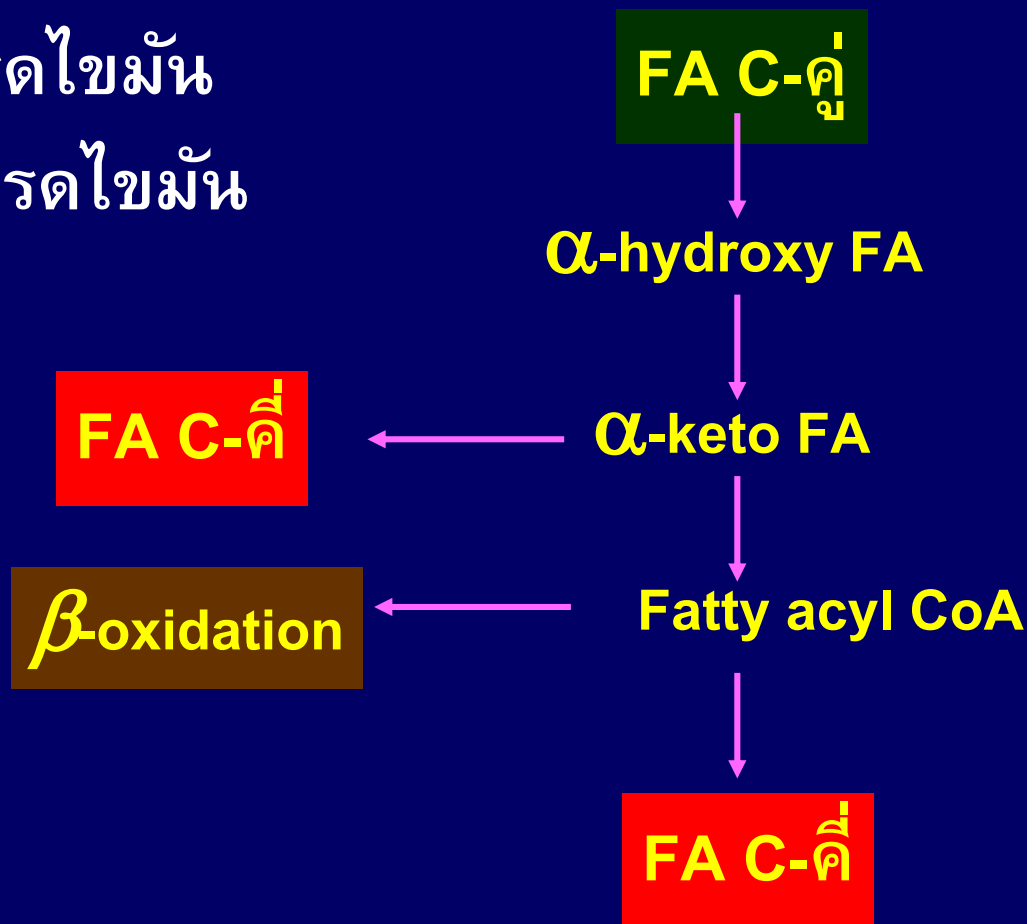 รดไขมัน
รดไขมัน
FA C-คู่
α-hydroxy FA
FA C-คี่
α-keto FA
β-oxidation
Fatty acyl CoA
FA C-คี่